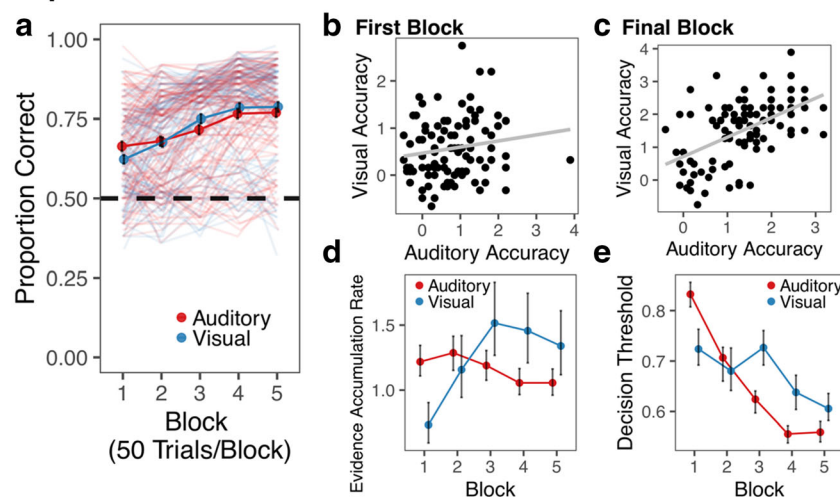 a
1.00
0.75
0.50
0.25
0.00
Proportion Correct
Auditory
Visual
1 2 3 4 5
Block
(50 Trials/Block)
b First Block
Visual Accuracy
2
1
0
0 1 2 3 4
Auditory Accuracy
c Final Block
Visual Accuracy
4
3
2
1
0
0 1 2 3
Auditory Accuracy
d
Evidence Accumulation Rate
Auditory
Visual
1.5
1.0
1 2 3 4 5
Block
e
Decision Threshold
Auditory
Visual
0.8
0.7
0.6
1 2 3 4 5
Block